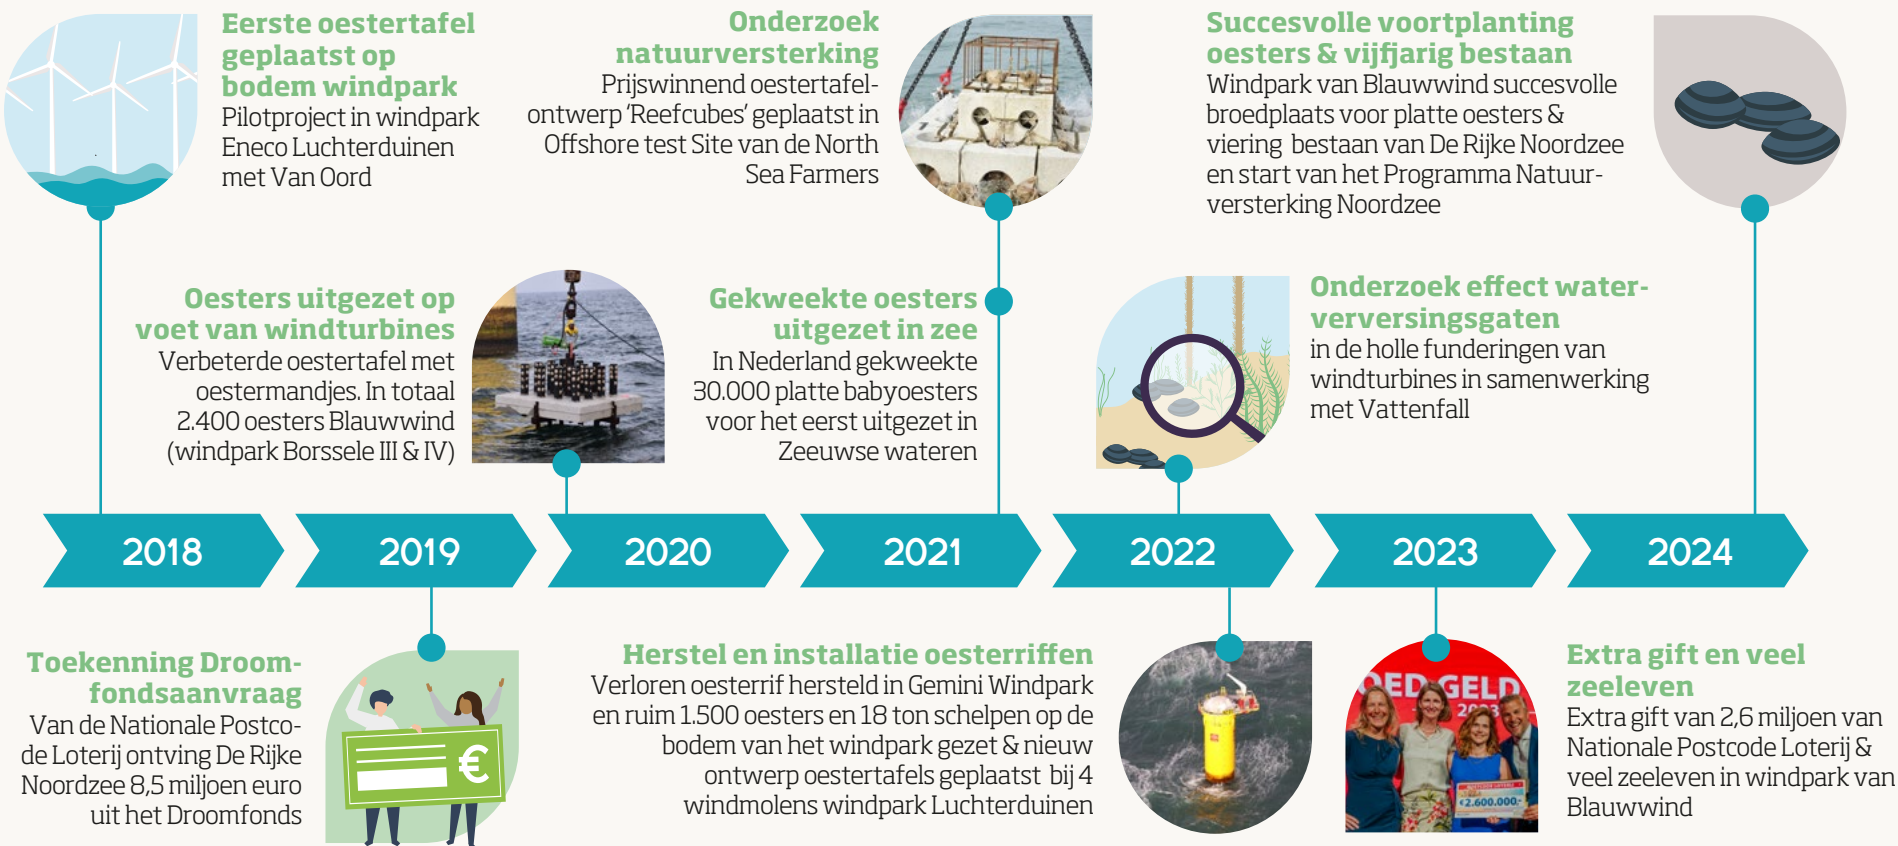 Eerste oestertafel
geplaatst op
bodem windpark
Pilotproject in windpark
Eneco Luchterduinen
met Van Oord
Onderzoek
natuurversterking
Prijswinnend oestertafel-
ontwerp ‘Reefcubes’ geplaatst in
Offshore test Site van de North
Sea Farmers
Succesvolle voortplanting
oesters & vijfjarig bestaan
Windpark van Blauwwind succesvolle
broedplaats voor platte oesters &
viering bestaan van De Rijke Noordzee
en start van het Programma Natuur-
versterking Noordzee
Oesters uitgezet op
voet van windturbines
Verbeterde oestertafel met
oestermandjes. In totaal
2.400 oesters Blauwwind
(windpark Borssele III & IV)
Gekweekte oesters
uitgezet in zee
In Nederland gekweekte
30.000 platte babyoesters
voor het eerst uitgezet in
Zeeuwse wateren
Onderzoek effect water-
verversingsgaten
in de holle funderingen van
windturbines in samenwerking
met Vattenfall
2018
2019
2020
2021
2022
2023
2024
Toekenning Droom-
fondsaanvraag
Van de Nationale Postco-
de Loterij ontving De Rijke
Noordzee 8,5 miljoen euro
uit het Droomfonds
€
Herstel en installatie oesterriffen
Verloren oesterrif hersteld in Gemini Windpark
en ruim 1.500 oesters en 18 ton schelpen op de
bodem van het windpark gezet & nieuw
ontwerp oestertafels geplaatst bij 4
windmolens windpark Luchterduinen
OED GELD
2023
€2.600.000,-
Extra gift en veel
zeeleven
Extra gift van 2,6 miljoen van
Nationale Postcode Loterij &
veel zeeleven in windpark van
Blauwwind